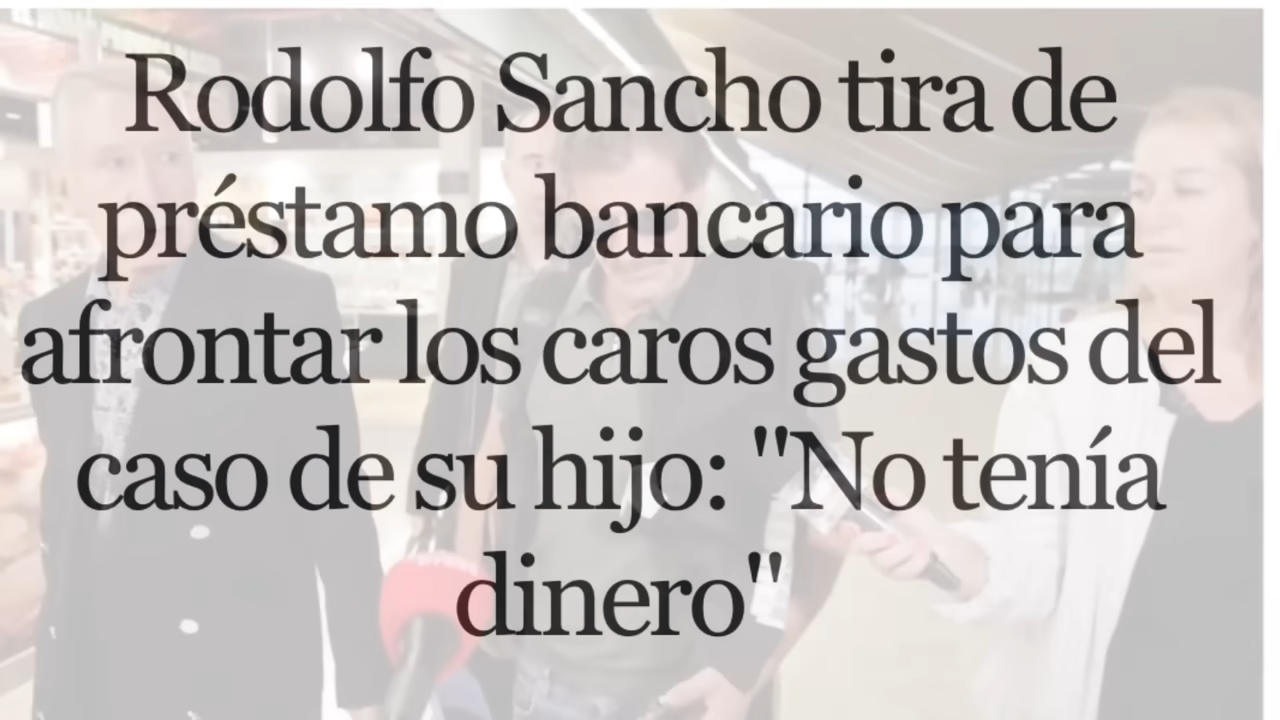 Rodolfo Sancho tira de
préstamo bancario para
afrontar los caros gastos del
caso de su hijo: "No tenía
dinero"